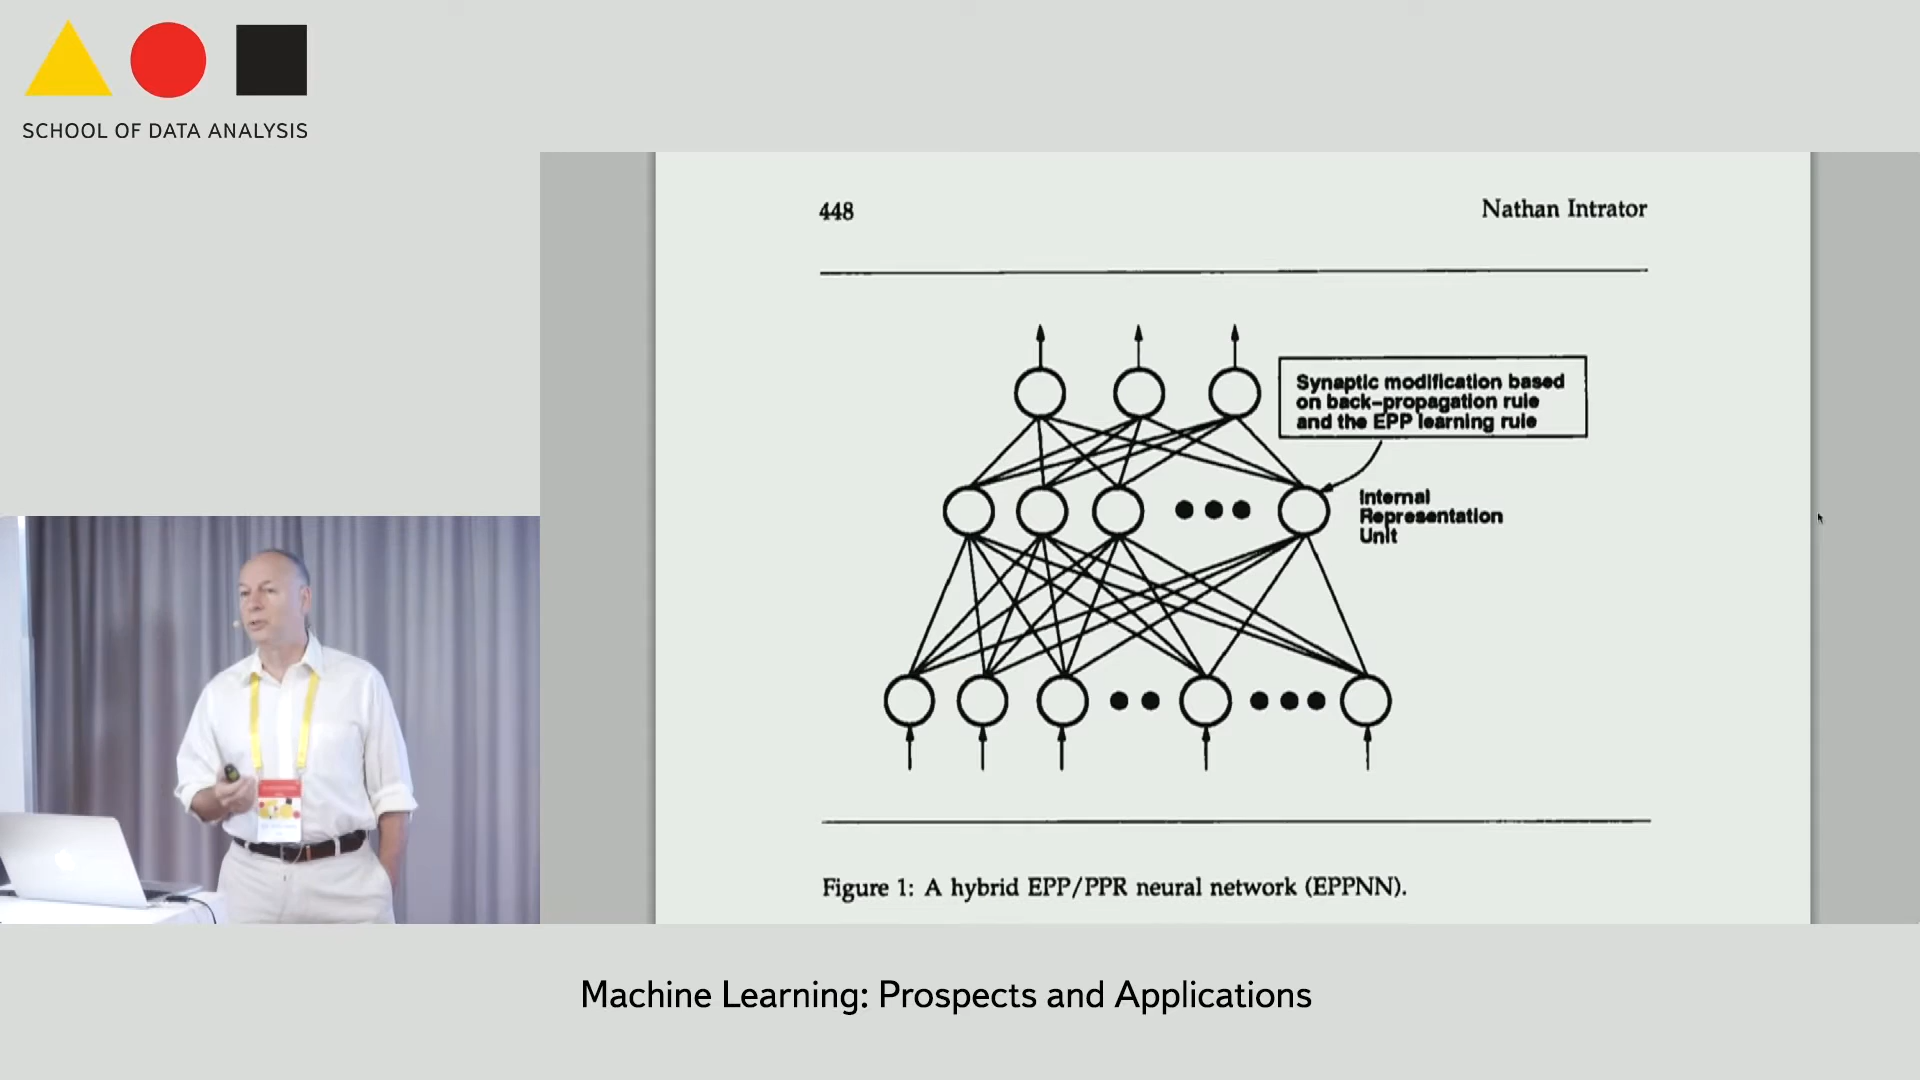 SCHOOL OF DATA ANALYSIS
448
Nathan Intrator
Synaptic modification based
on back-propagation rule
and the EPP learning rule
Internal
Representation
Unit
Figure 1: A hybrid EPP/PPR neural network (EPPNN).
Machine Learning: Prospects and Applications